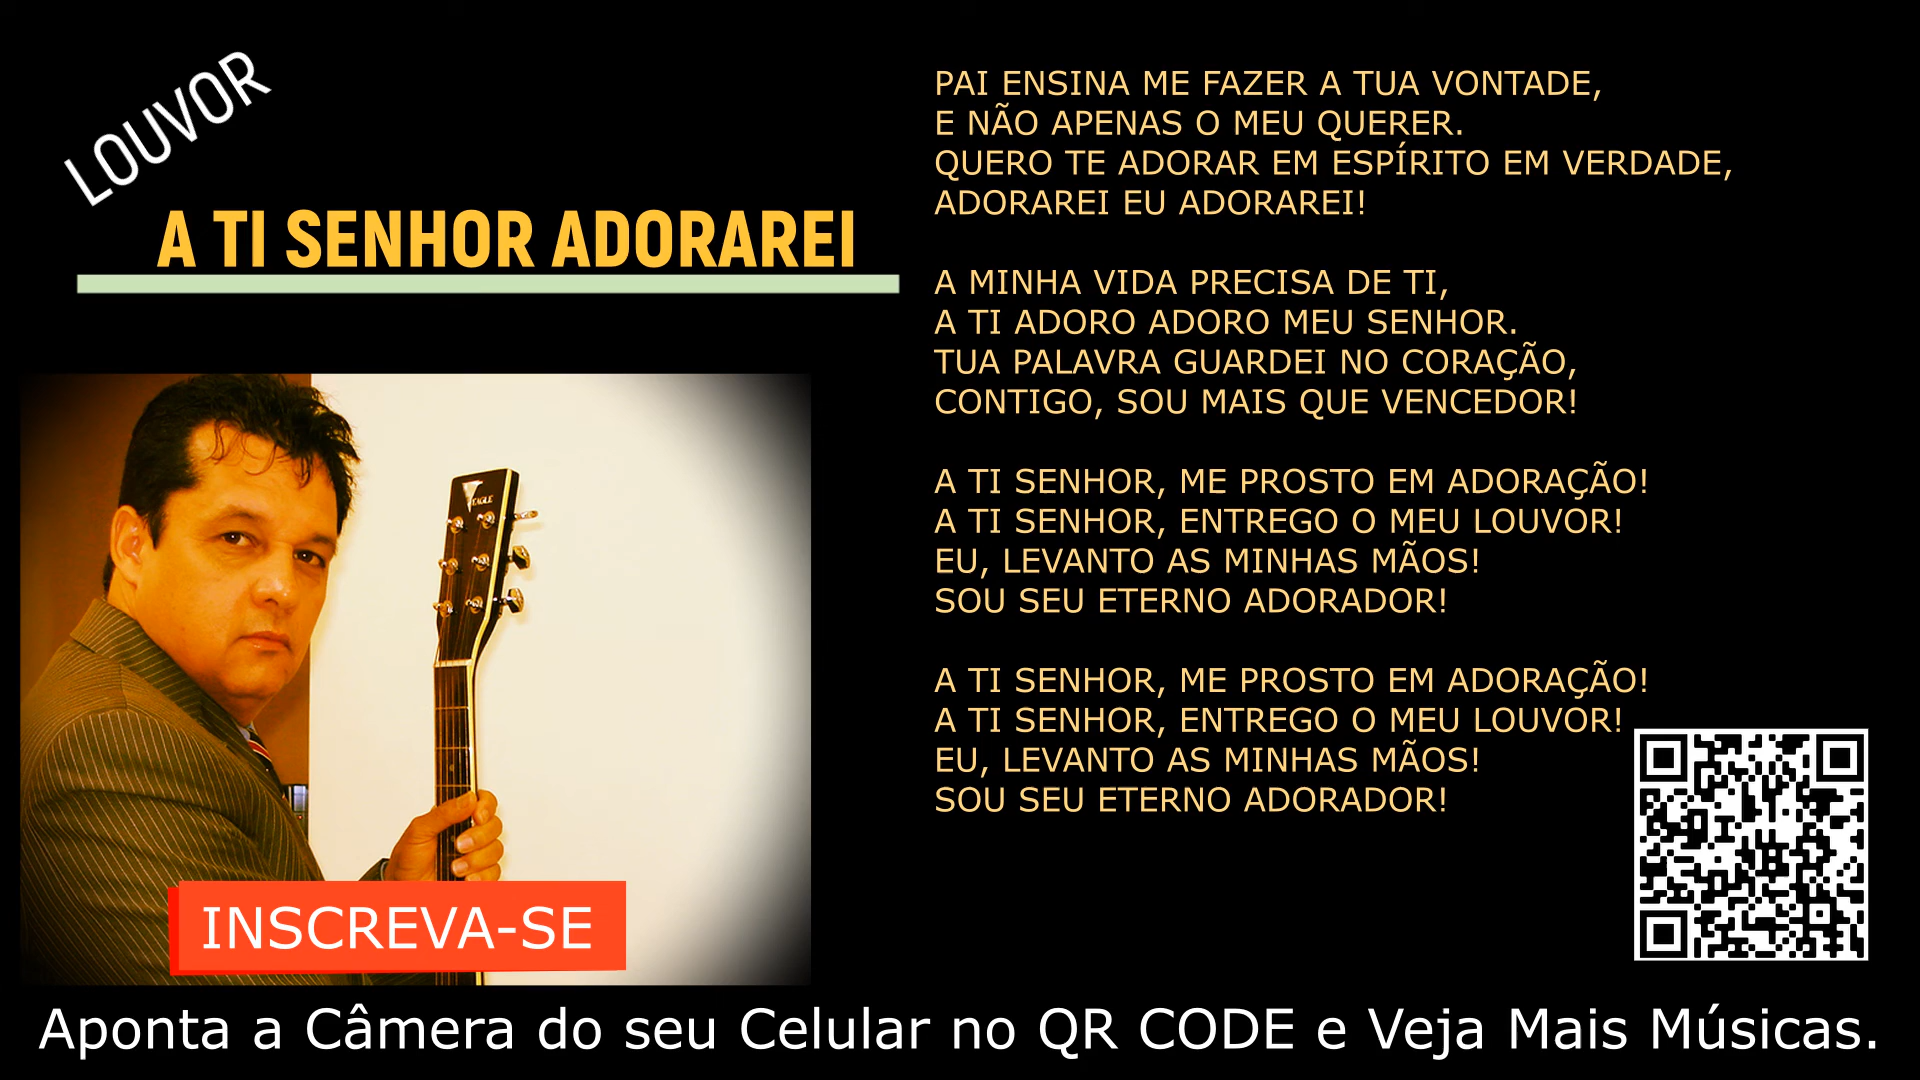 LOUVOR
A TI SENHOR ADORAREI
PAI ENSINA ME FAZER A TUA VONTADE,
E NÃO APENAS O MEU QUERER.
QUERO TE ADORAR EM ESPÍRITO EM VERDADE,
ADORAREI EU ADORAREI!
A MINHA VIDA PRECISA DE TI,
A TI ADORO ADORO MEU SENHOR.
TUA PALAVRA GUARDEI NO CORAÇÃO,
CONTIGO, SOU MAIS QUE VENCEDOR!
A TI SENHOR, ME PROSTO EM ADORAÇÃO!
A TI SENHOR, ENTREGO O MEU LOUVOR!
EU, LEVANTO AS MINHAS MÃOS!
SOU SEU ETERNO ADORADOR!
A TI SENHOR, ME PROSTO EM ADORAÇÃO!
A TI SENHOR, ENTREGO O MEU LOUVOR!
EU, LEVANTO AS MINHAS MÃOS!
SOU SEU ETERNO ADORADOR!
EAGLE
INSCREVA-SE
Aponta a Câmera do seu Celular no QR CODE e Veja Mais Músicas.